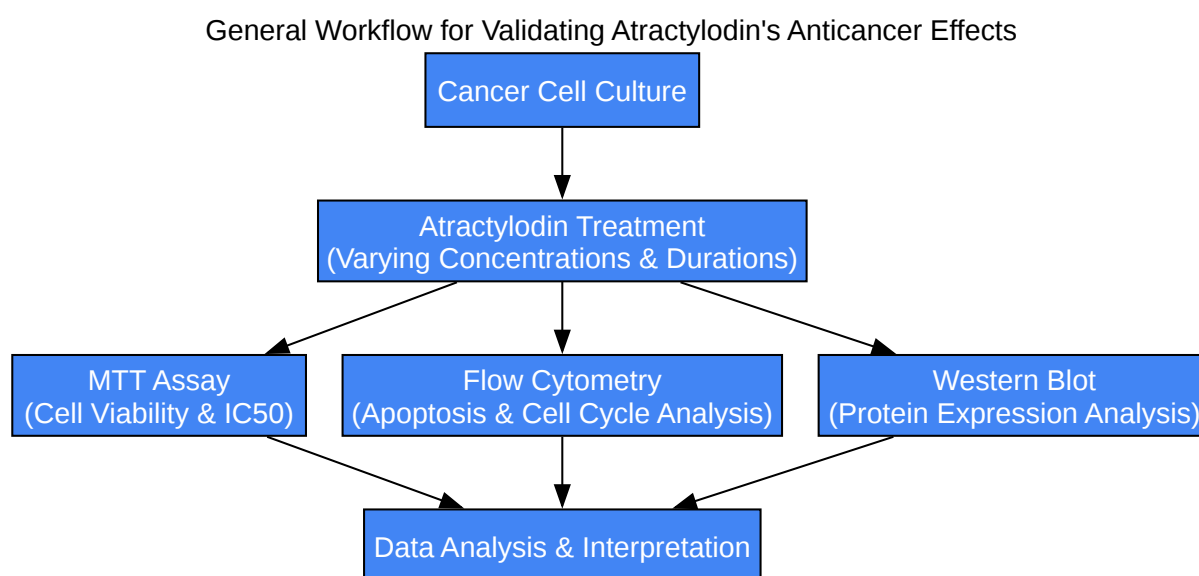 General Workflow for Validating Atractylodin's Anticancer Effects
Cancer Cell Culture
Atractylodin Treatment
(Varying Concentrations & Durations)
MTT Assay
(Cell Viability & IC50)
Flow Cytometry
(Apoptosis & Cell Cycle Analysis)
Western Blot
(Protein Expression Analysis)
Data Analysis & Interpretation